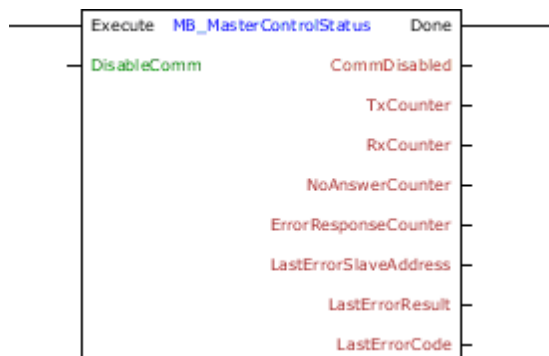 Execute MB_MasterControlStatus Done
DisableComm CommDisabled
TxCounter
RxCounter
NoAnswerCounter
ErrorResponseCounter
LastErrorSlaveAddress
LastErrorResult
LastErrorCode